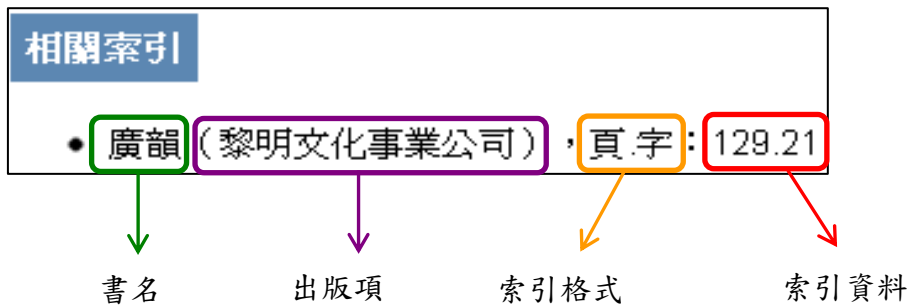 相關索引
• 廣韻（黎明文化事業公司），頁.字：129.21
書名 出版項 索引格式 索引資料